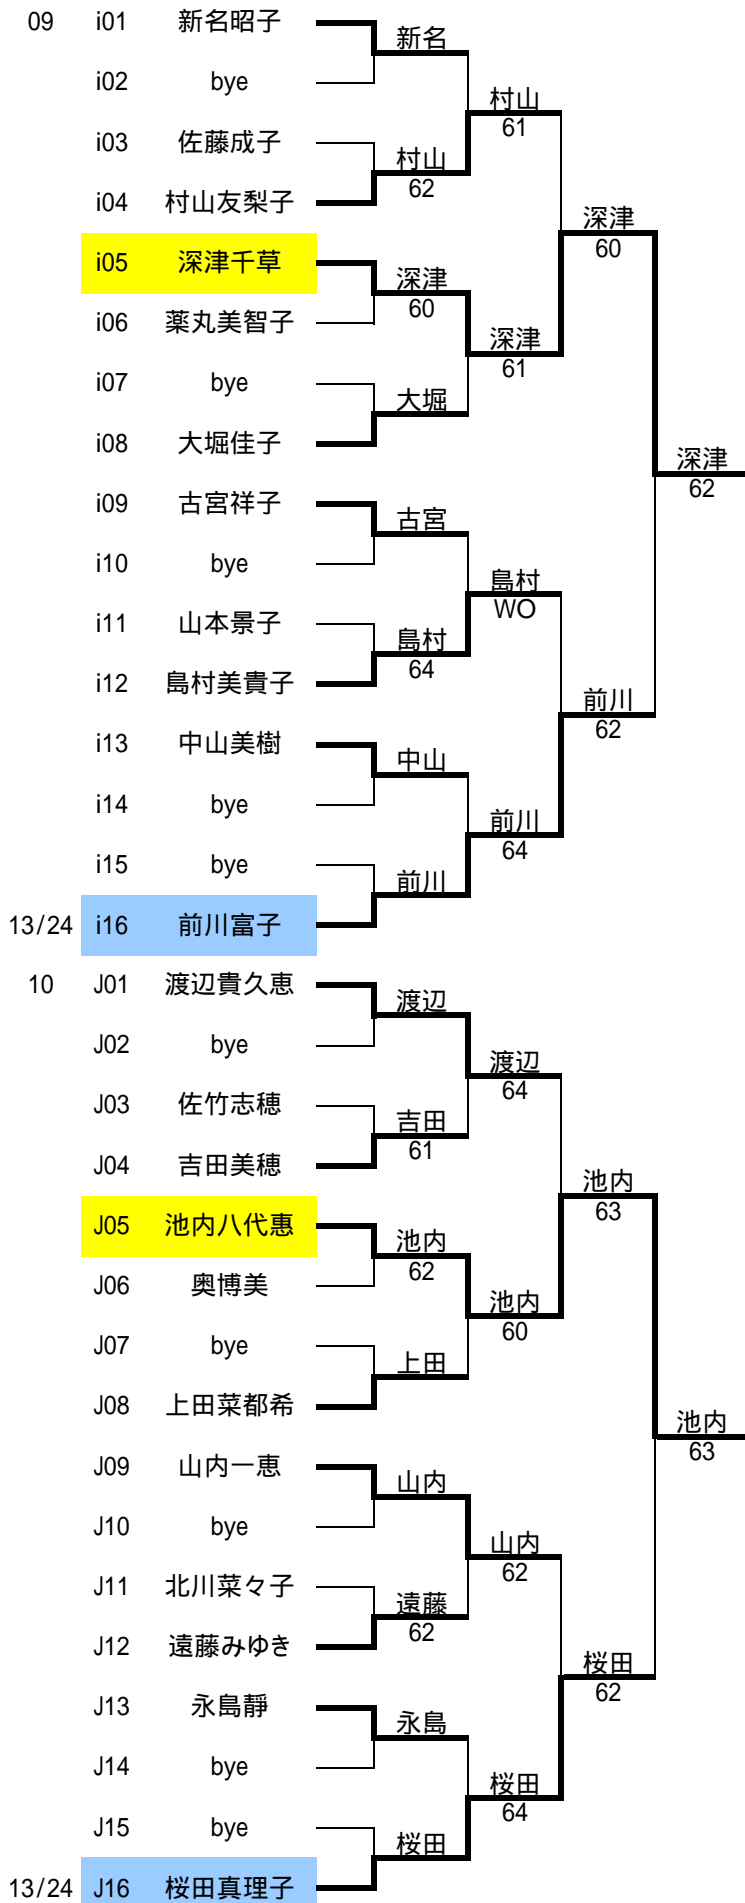 09 i01 新名昭子
新名
i02 bye
村山
61
i03 佐藤成子
村山
62
i04 村山友梨子
深津
60
i05 深津千草
深津
60
i06 薬丸美智子
深津
61
i07 bye
大堀
i08 大堀佳子
深津
62
i09 古宮祥子
古宮
i10 bye
島村
WO
i11 山本景子
島村
64
i12 島村美貴子
前川
62
i13 中山美樹
中山
i14 bye
前川
64
i15 bye
前川
13/24 i16 前川富子
10 J01 渡辺貴久恵
渡辺
J02 bye
渡辺
64
J03 佐竹志穂
吉田
61
J04 吉田美穂
池内
63
J05 池内八代惠
池内
62
J06 奥博美
池内
60
J07 bye
上田
J08 上田菜都希
池内
63
J09 山内一恵
山内
J10 bye
山内
62
J11 北川菜々子
遠藤
62
J12 遠藤みゆき
桜田
62
J13 永島靜
永島
J14 bye
桜田
64
J15 bye
桜田
13/24 J16 桜田真理子